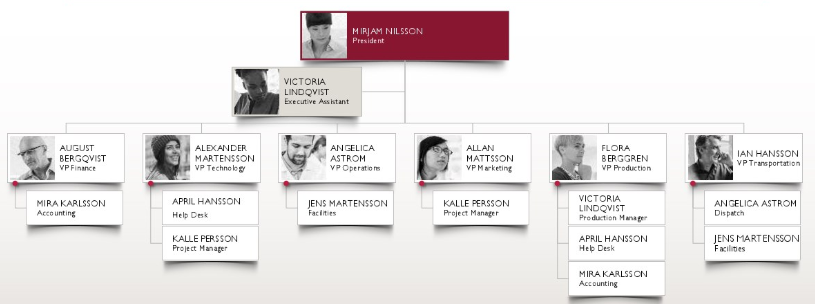 MIRJAM NILSSON
President
VICTORIA
LINDQVIST
Executive Assistant
AUGUST
BERGQVIST
VP Finance
ALEXANDER
MARTENSSON
VP Technology
ANGELICA
ASTROM
VP Operations
ALLAN
MATTSSON
VP Marketing
FLORA
BERGGREN
VP Production
IAN HANSSON
VP Transportation
MIRA KARLSSON
Accounting
APRIL HANSSON
Help Desk
KALLE PERSSON
Project Manager
JENS MARTENSSON
Facilities
KALLE PERSSON
Project Manager
VICTORIA
LINDQVIST
Production Manager
APRIL HANSSON
Help Desk
MIRA KARLSSON
Accounting
ANGELICA ASTROM
Dispatch
JENS MARTENSSON
Facilities